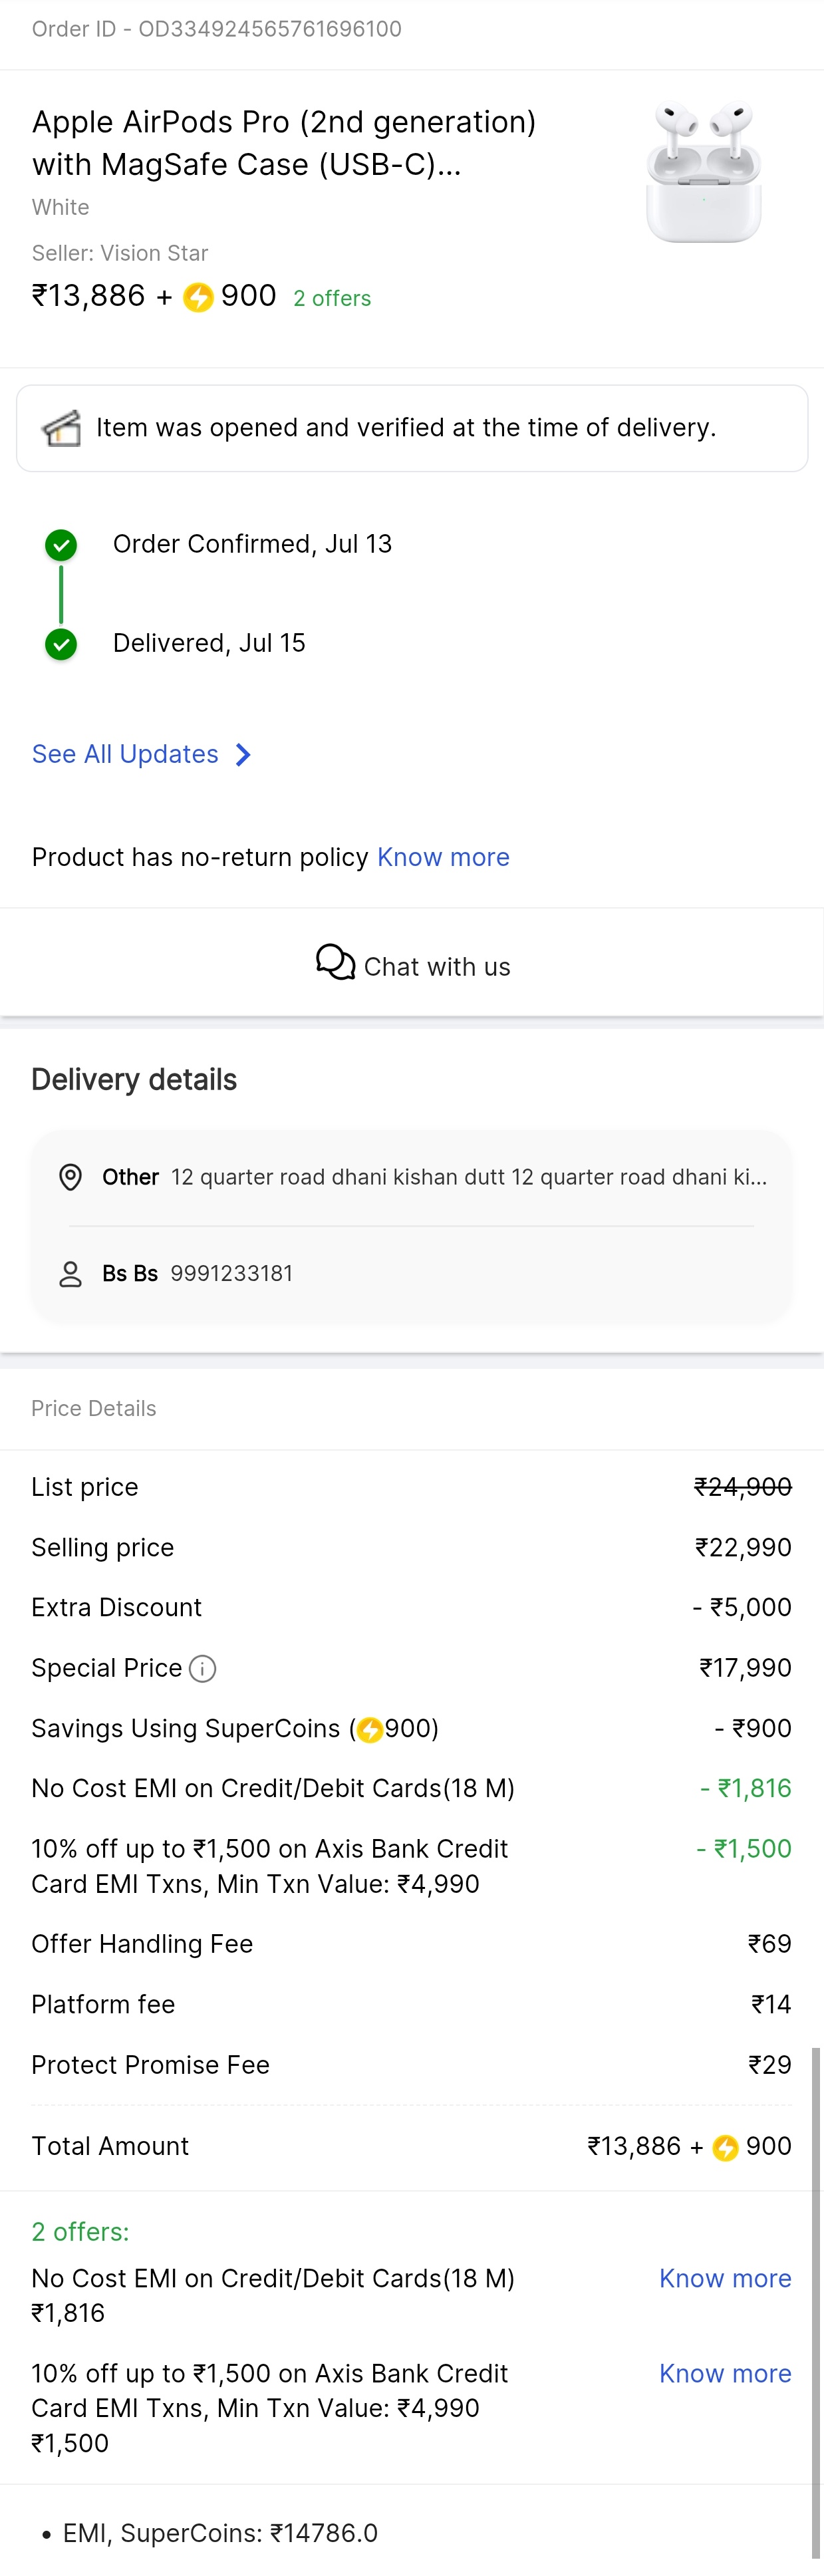 Order ID - OD334924565761696100
Apple AirPods Pro (2nd generation)
with MagSafe Case (USB-C)...
White
Seller: Vision Star
₹13,886 + 900 2 offers
Item was opened and verified at the time of delivery.
Order Confirmed, Jul 13
Delivered, Jul 15
See All Updates
Product has no-return policy Know more
Chat with us
Delivery details
Other 12 quarter road dhani kishan dutt 12 quarter road dhani ki...
Bs Bs 9991233181
Price Details
List price ₹24,900
Selling price ₹22,990
Extra Discount - ₹5,000
Special Price ₹17,990
Savings Using SuperCoins (900) - ₹900
No Cost EMI on Credit/Debit Cards(18 M) - ₹1,816
10% off up to ₹1,500 on Axis Bank Credit - ₹1,500
Card EMI Txns, Min Txn Value: ₹4,990
Offer Handling Fee ₹69
Platform fee ₹14
Protect Promise Fee ₹29
Total Amount ₹13,886 + 900
2 offers:
No Cost EMI on Credit/Debit Cards(18 M) Know more
₹1,816
10% off up to ₹1,500 on Axis Bank Credit Know more
Card EMI Txns, Min Txn Value: ₹4,990
₹1,500
• EMI, SuperCoins: ₹14786.0